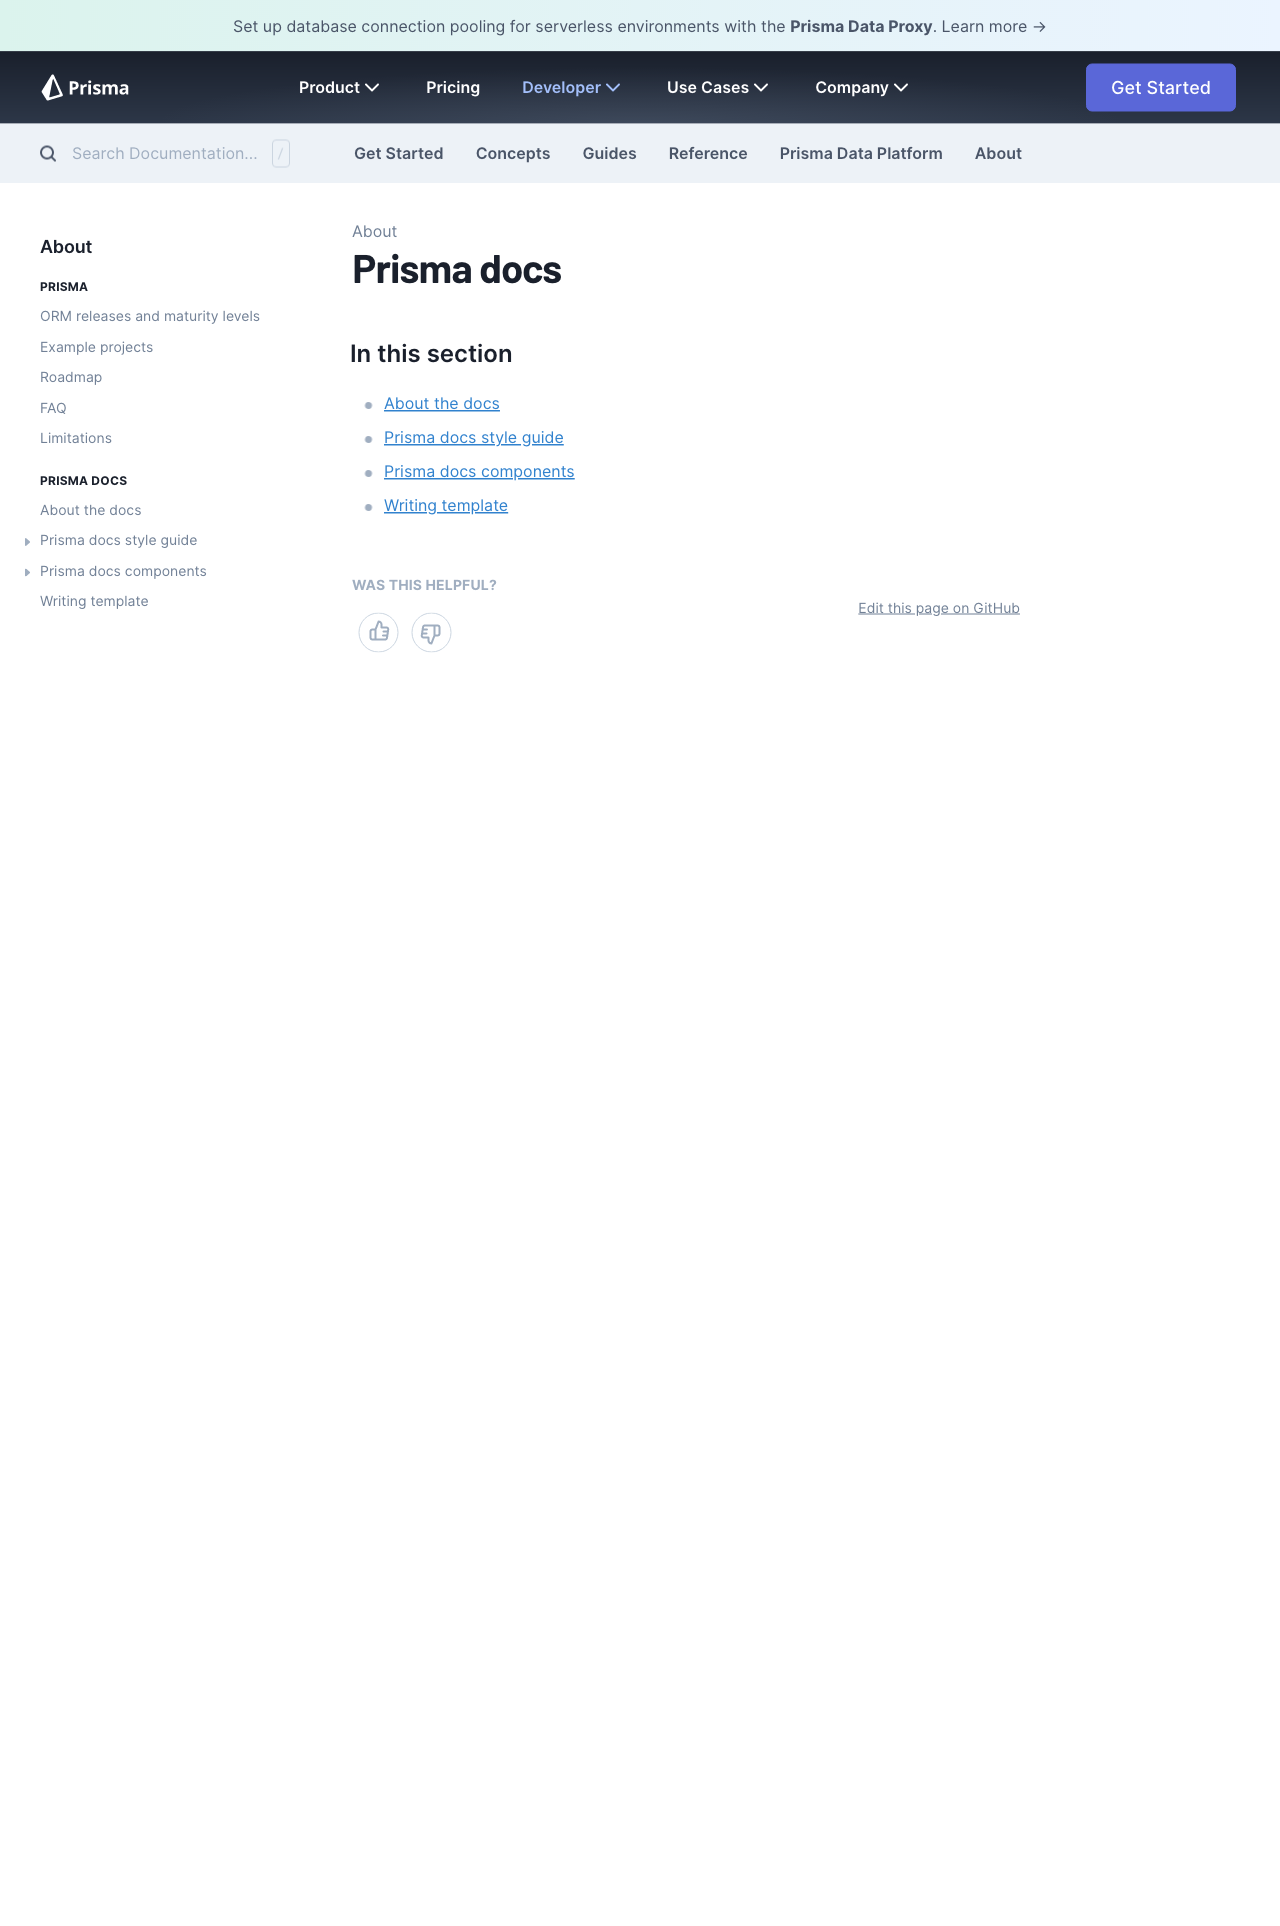 Set up database connection pooling for serverless environments with the Prisma Data Proxy. Learn more →
Prisma
Product
Pricing
Developer
Use Cases
Company
Get Started
Search Documentation...
/
Get Started
Concepts
Guides
Reference
Prisma Data Platform
About
About
PRISMA
ORM releases and maturity levels
Example projects
Roadmap
FAQ
Limitations
PRISMA DOCS
About the docs
Prisma docs style guide
Prisma docs components
Writing template
About
Prisma docs
In this section
About the docs
Prisma docs style guide
Prisma docs components
Writing template
WAS THIS HELPFUL?
Edit this page on GitHub